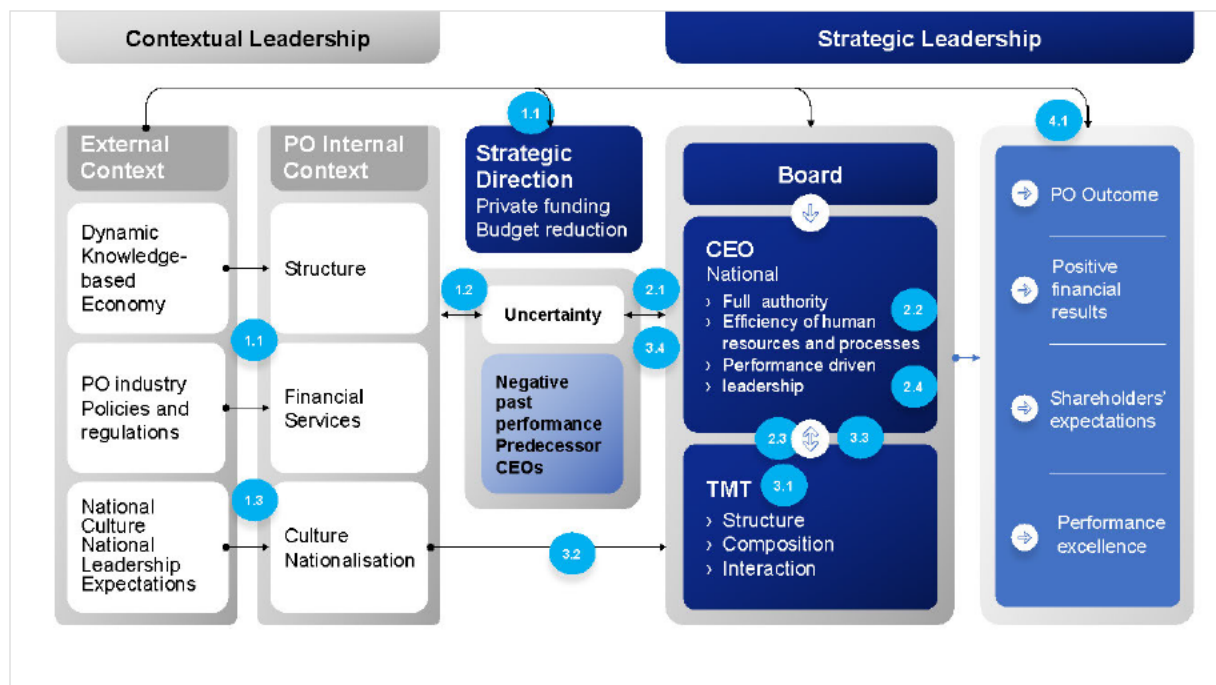 Contextual Leadership
Strategic Leadership
1.1
4.1
External
Context
PO Internal
Context
Strategic
Direction
Private funding
Budget reduction
Board
Dynamic
Knowledge-
based
Economy
Structure
1.1
PO industry
Policies and
regulations
Financial
Services
1.3
National
Culture
National
Leadership
Expectations
Culture
Nationalisation
1.2
Uncertainty
2.1
3.4
Negative
past
performance
Predecessor
CEOs
3.2
CEO
National
› Full authority
› Efficiency of human
resources and processes
› Performance driven
› leadership
2.2
2.4
2.3
3.3
TMT
3.1
› Structure
› Composition
› Interaction
PO Outcome
Positive
financial
results
Shareholders'
expectations
Performance
excellence